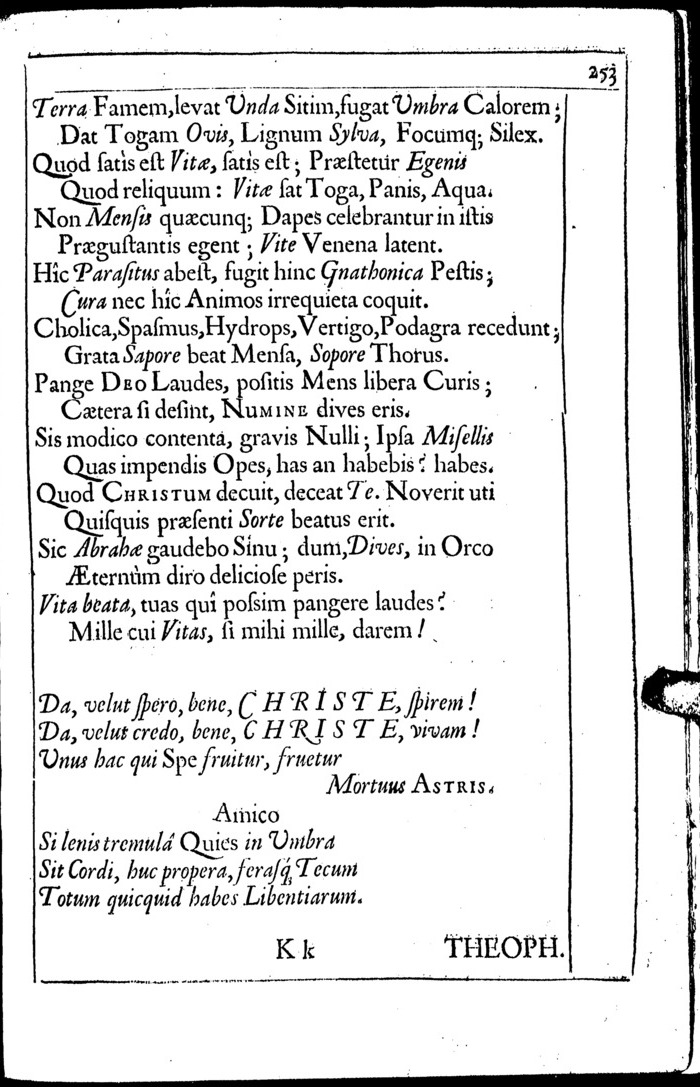 253
Terra Famem, levat Unda Sitim, fugat Umbra Calorem;
Dat Togam Ovis, Lignum Sylva, Focumq; Silex.
Quod ſatis eſt Vitæ, ſatis eſt; Præſtetur Egenis
Quod reliquum: Vitæ ſat Toga, Panis, Aqua.
Non Menſis quæcunq; Dapes celebrantur in iſtis
Præguſtantis egent; Vite Venena latent.
Hîc Paraſitus abeſt, fugit hinc Gnathonica Peſtis;
Cura nec hîc Animos irrequieta coquit.
Cholica, Spaſmus, Hydrops, Vertigo, Podagra recedunt;
Grata Sapore beat Menſa, Sopore Thorus.
Pange DEO Laudes, poſitis Mens libera Curis;
Cætera ſi deſint, NUMINE dives eris.
Sis modico contenta, gravis Nulli; Ipſa Miſellis
Quas impendis Opes, has an habebis? habes.
Quod CHRISTUM decuit, deceat Te. Noverit uti
Quiſquis præſenti Sorte beatus erit.
Sic Abrahæ gaudebo Sinu; dum, Dives, in Orco
Æternùm diro delicioſe peris.
Vita beata, tuas quî poſsim pangere laudes?
Mille cui Vitas, ſi mihi mille, darem!
Da, velut ſpero, bene, CHRISTE, ſpirem!
Da, velut credo, bene, CHRISTE, vivam!
Unus hac qui Spe fruitur, fruetur
Mortuus ASTRIS.
Amico
Si lenis tremulâ Quies in Umbra
Sit Cordi, huc propera, ferasq́; Tecum
Totum quicquid habes Libentiarum.
K k THEOPH.